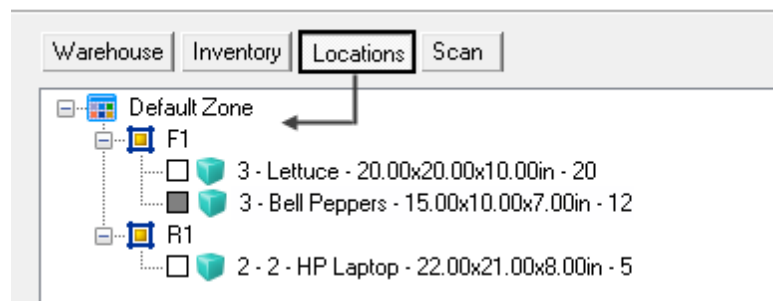 Warehouse Inventory Locations Scan
Default Zone
F1
3 - Lettuce - 20.00x20.00x10.00in - 20
3 - Bell Peppers - 15.00x10.00x7.00in - 12
R1
2 - 2 - HP Laptop - 22.00x21.00x8.00in - 5